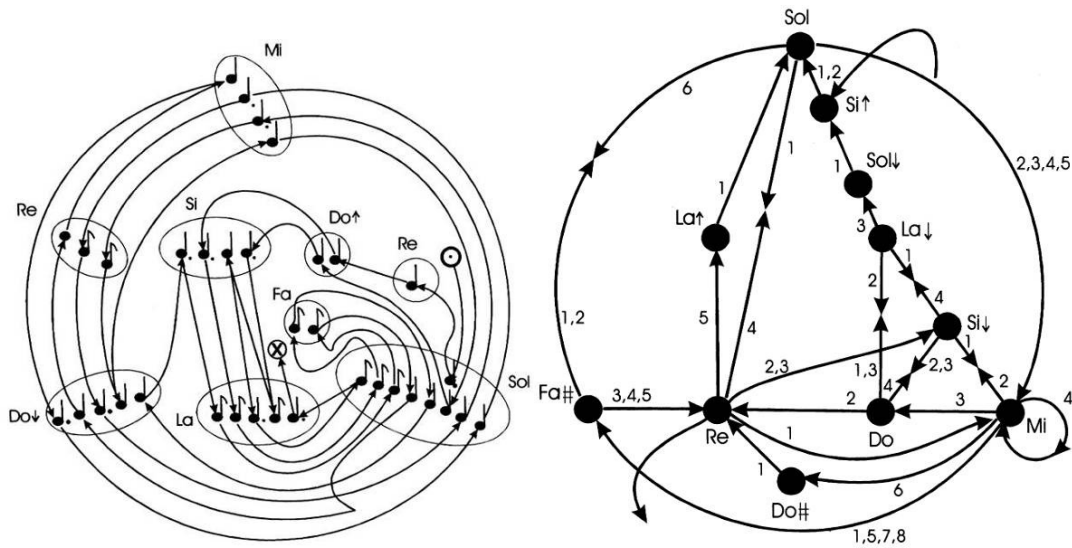 Mi
Re
Si
Do↑
Re
Fa
Do↓
La
Sol
Sol
6
1,2
Si↑
1
1
Sol↓
2,3,4,5
La↑
1
3
La↓
1
2
4
Si↓
5
4
2,3
1,3
2,3
1
2
1,2
Fa#
3,4,5
Re
2
4
Do
3
Mi
4
1
1
Do#
6
1,5,7,8